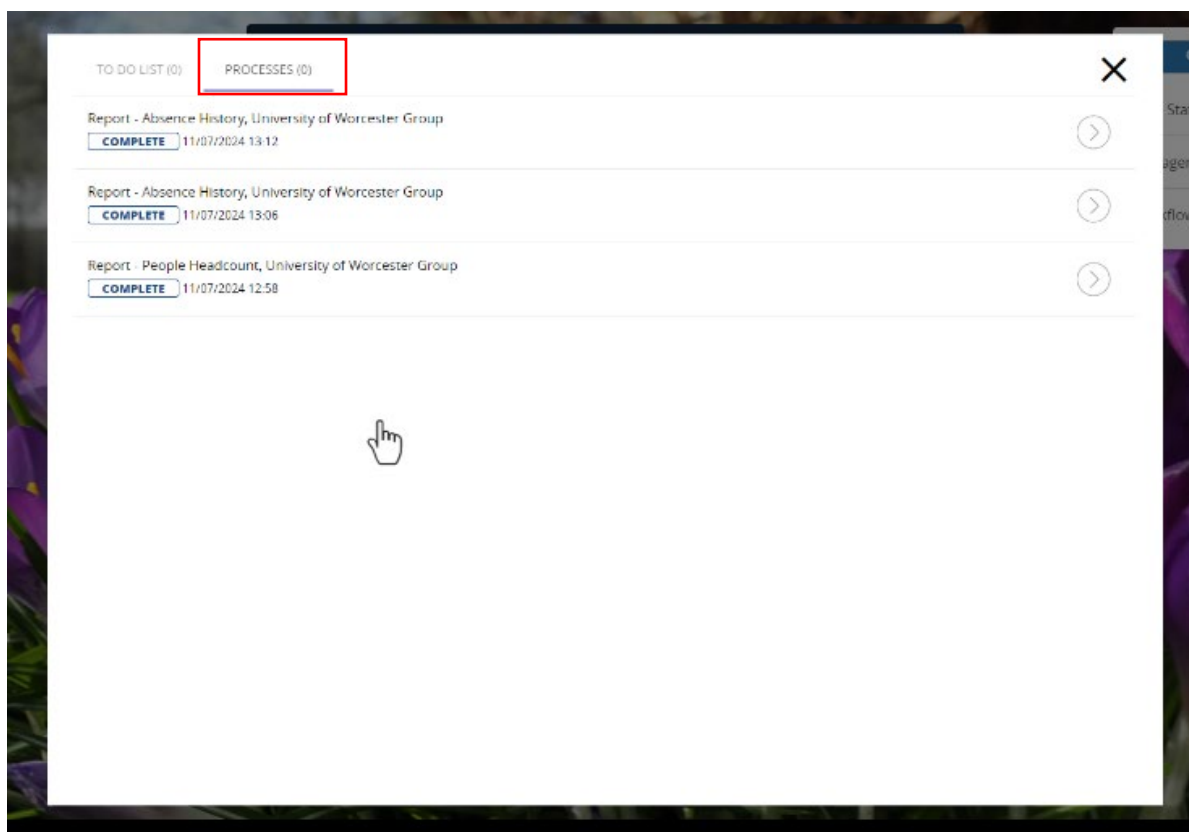 TO DO LIST (0)
PROCESSES (0)
Report - Absence History, University of Worcester Group
COMPLETE 11/07/2024 13:12
Report - Absence History, University of Worcester Group
COMPLETE 11/07/2024 13:06
Report - People Headcount, University of Worcester Group
COMPLETE 11/07/2024 12:58